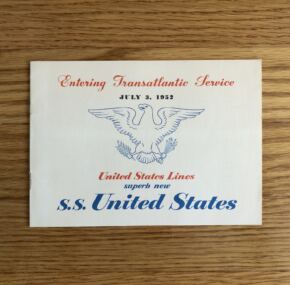 Entering Transatlantic Service
JULY 3, 1952
United States Lines
superb new
S.S. United States